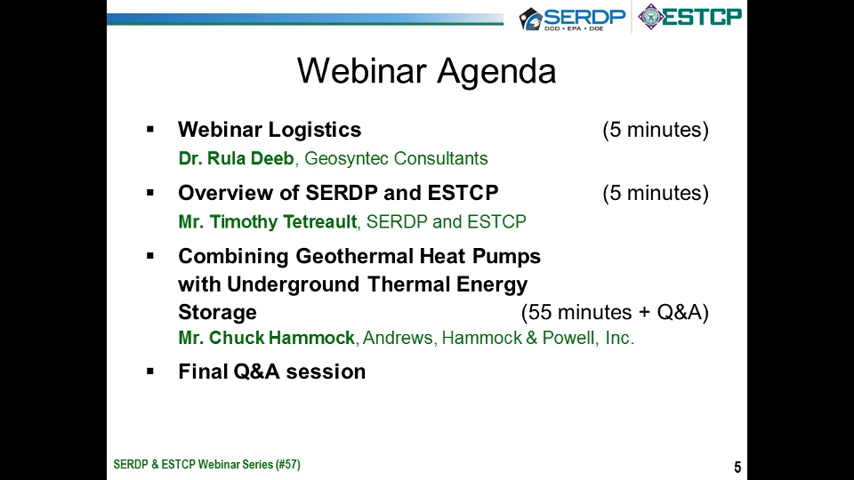 SERDP
DOD • EPA • DOE
ESTCP
Webinar Agenda
▪ Webinar Logistics (5 minutes)
Dr. Rula Deeb, Geosyntec Consultants
▪ Overview of SERDP and ESTCP (5 minutes)
Mr. Timothy Tetreault, SERDP and ESTCP
▪ Combining Geothermal Heat Pumps
with Underground Thermal Energy
Storage (55 minutes + Q&A)
Mr. Chuck Hammock, Andrews, Hammock & Powell, Inc.
▪ Final Q&A session
SERDP & ESTCP Webinar Series (#57)
5